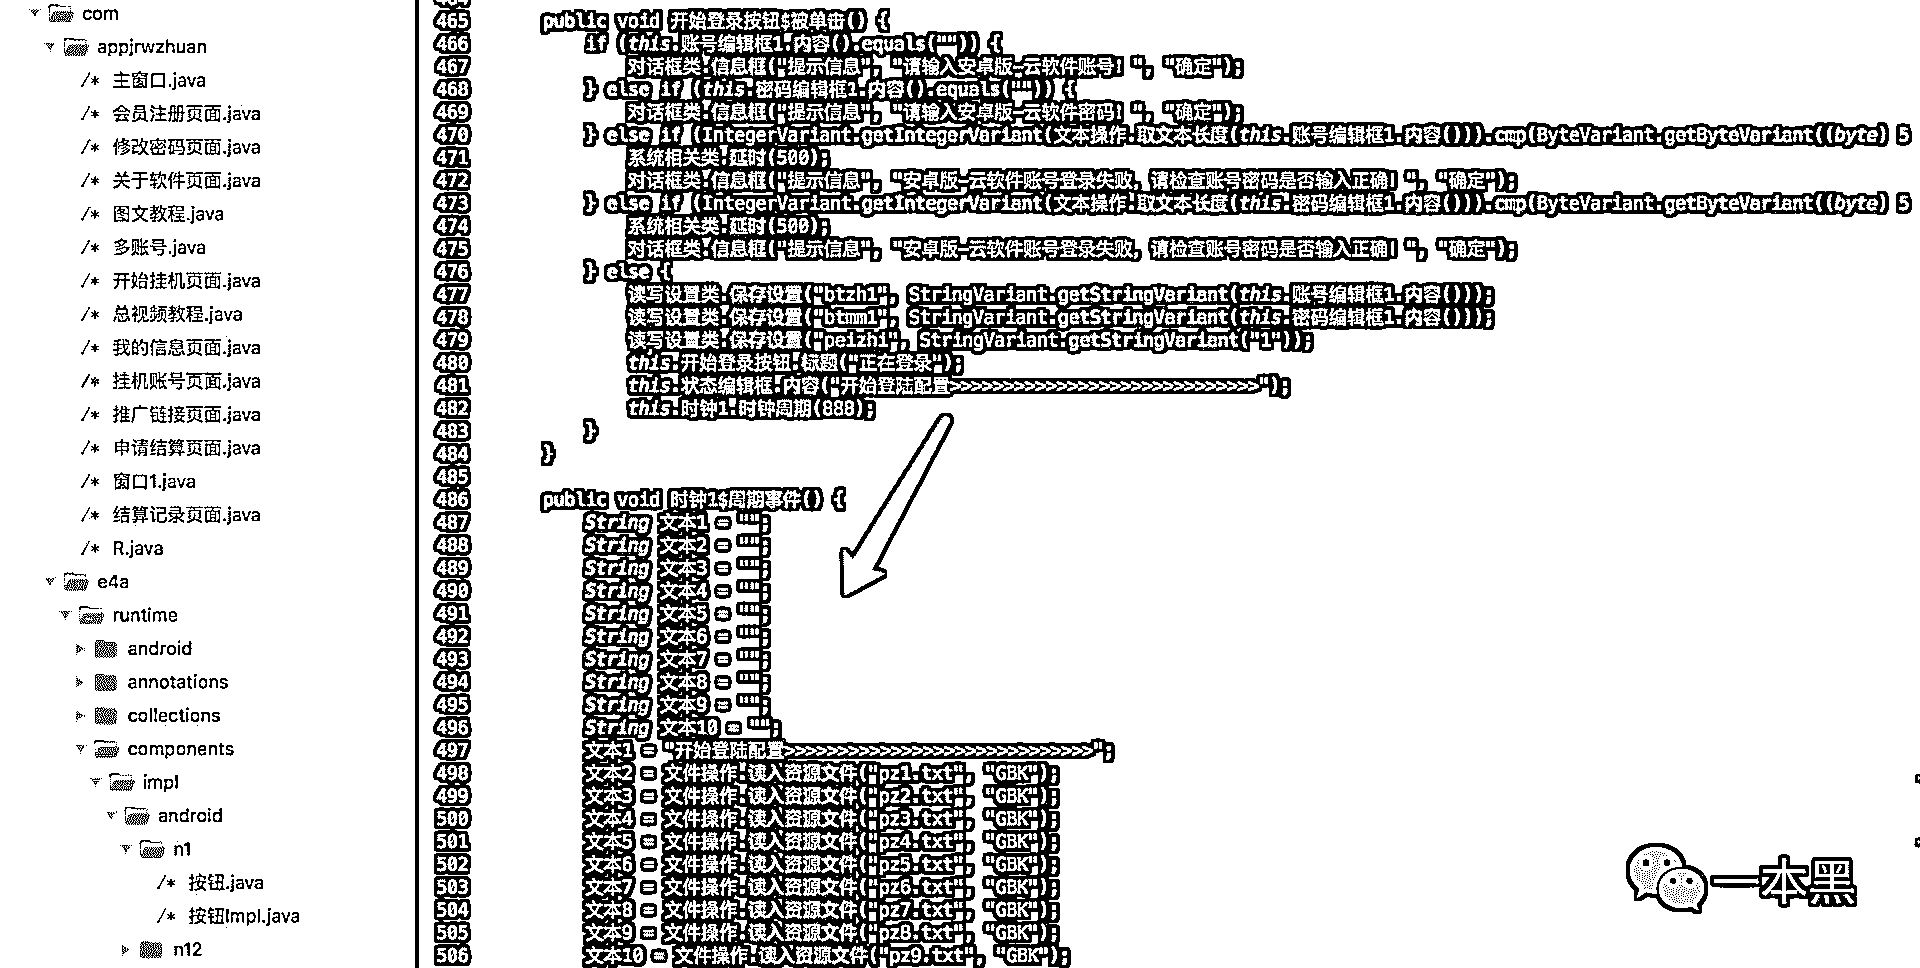 com
appjrwzhuan
/* 主窗口.java
/* 会员注册页面.java
/* 修改密码页面.java
/* 关于软件页面.java
/* 图文教程.java
/* 多账号.java
/* 开始挂机页面.java
/* 总视频教程.java
/* 我的信息页面.java
/* 挂机账号页面.java
/* 推广链接页面.java
/* 申请结算页面.java
/* 窗口1.java
/* 结算记录页面.java
/* R.java
e4a
runtime
android
annotations
collections
components
impl
android
n1
/* 按钮.java
/* 按钮Impl.java
n12
465 public void 开始登录按钮$被单击() {
466 if (this.账号编辑框1.内容().equals("")) {
467 对话框类.信息框("提示信息", "请输入安卓版-云软件账号！", "确定");
468 } else if (this.密码编辑框1.内容().equals("")) {
469 对话框类.信息框("提示信息", "请输入安卓版-云软件密码！", "确定");
470 } else if (IntegerVariant.getIntegerVariant(文本操作.取文本长度(this.账号编辑框1.内容())).cmp(ByteVariant.getByteVariant((byte) 5
471 系统相关类.延时(500);
472 对话框类.信息框("提示信息", "安卓版-云软件账号登录失败，请检查账号密码是否输入正确！", "确定");
473 } else if (IntegerVariant.getIntegerVariant(文本操作.取文本长度(this.密码编辑框1.内容())).cmp(ByteVariant.getByteVariant((byte) 5
474 系统相关类.延时(500);
475 对话框类.信息框("提示信息", "安卓版-云软件账号登录失败，请检查账号密码是否输入正确！", "确定");
476 } else {
477 读写设置类.保存设置("btzh1", StringVariant.getStringVariant(this.账号编辑框1.内容()));
478 读写设置类.保存设置("btmm1", StringVariant.getStringVariant(this.密码编辑框1.内容()));
479 读写设置类.保存设置("peizhi", StringVariant.getStringVariant("1"));
480 this.开始登录按钮.标题("正在登录");
481 this.状态编辑框.内容("开始登陆配置>>>>>>>>>>>>>>>>>>>>>>>>>>>>>");
482 this.时钟1.时钟周期(888);
483 }
484 }
485
486 public void 时钟1$周期事件() {
487 String 文本1 = "";
488 String 文本2 = "";
489 String 文本3 = "";
490 String 文本4 = "";
491 String 文本5 = "";
492 String 文本6 = "";
493 String 文本7 = "";
494 String 文本8 = "";
495 String 文本9 = "";
496 String 文本10 = "";
497 文本1 = "开始登陆配置>>>>>>>>>>>>>>>>>>>>>>>>>>>>>";
498 文本2 = 文件操作.读入资源文件("pz1.txt", "GBK");
499 文本3 = 文件操作.读入资源文件("pz2.txt", "GBK");
500 文本4 = 文件操作.读入资源文件("pz3.txt", "GBK");
501 文本5 = 文件操作.读入资源文件("pz4.txt", "GBK");
502 文本6 = 文件操作.读入资源文件("pz5.txt", "GBK");
503 文本7 = 文件操作.读入资源文件("pz6.txt", "GBK");
504 文本8 = 文件操作.读入资源文件("pz7.txt", "GBK");
505 文本9 = 文件操作.读入资源文件("pz8.txt", "GBK");
506 文本10 = 文件操作.读入资源文件("pz9.txt", "GBK");
一本黑